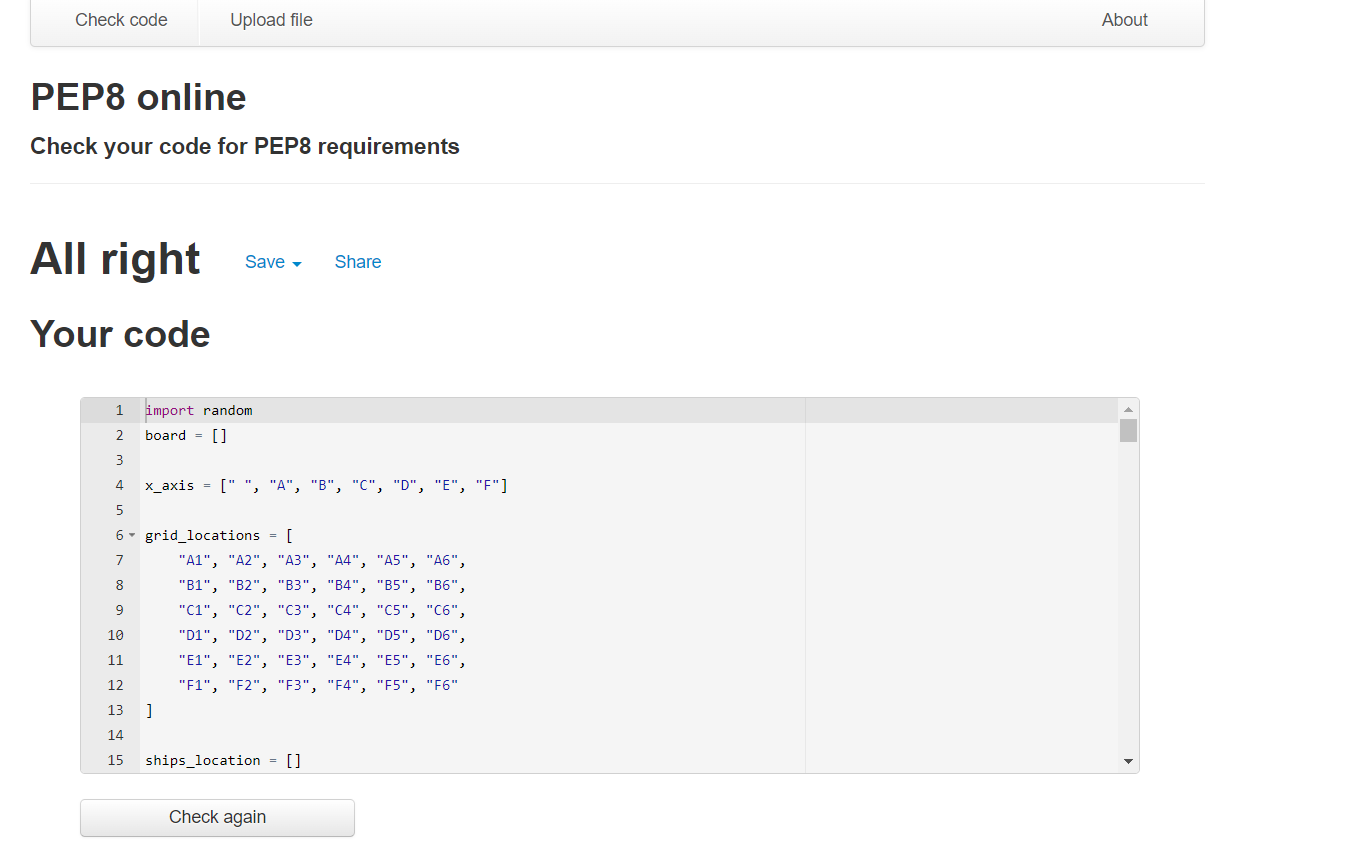 Check code Upload file About
PEP8 online
Check your code for PEP8 requirements
All right Save Share
Your code
1 import random
2 board = []
3
4 x_axis = [" ", "A", "B", "C", "D", "E", "F"]
5
6 grid_locations = [
7     "A1", "A2", "A3", "A4", "A5", "A6",
8     "B1", "B2", "B3", "B4", "B5", "B6",
9     "C1", "C2", "C3", "C4", "C5", "C6",
10     "D1", "D2", "D3", "D4", "D5", "D6",
11     "E1", "E2", "E3", "E4", "E5", "E6",
12     "F1", "F2", "F3", "F4", "F5", "F6"
13 ]
14
15 ships_location = []
Check again